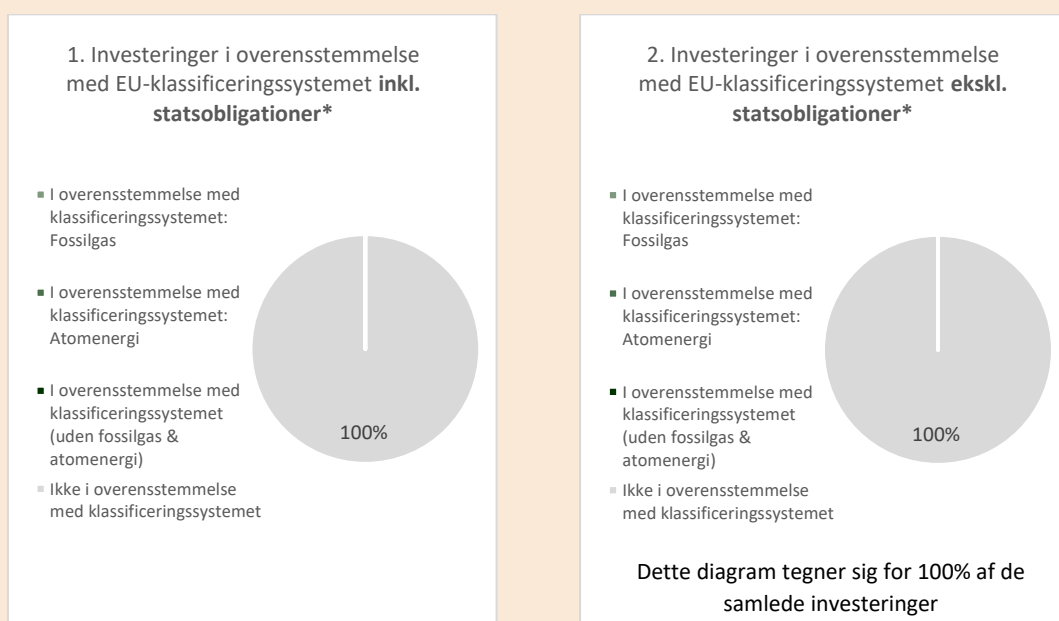 1. Investeringer i overensstemmelse
med EU-klassificeringssystemet inkl.
statsobligationer*
I overensstemmelse med
klassificeringssystemet:
Fossilgas
I overensstemmelse med
klassificeringssystemet:
Atomenergi
I overensstemmelse med
klassificeringssystemet
(uden fossilgas &
atomenergi)
Ikke i overensstemmelse
med klassificeringssystemet
100%
2. Investeringer i overensstemmelse
med EU-klassificeringssystemet ekskl.
statsobligationer*
I overensstemmelse med
klassificeringssystemet:
Fossilgas
I overensstemmelse med
klassificeringssystemet:
Atomenergi
I overensstemmelse med
klassificeringssystemet
(uden fossilgas &
atomenergi)
Ikke i overensstemmelse
med klassificeringssystemet
100%
Dette diagram tegner sig for 100% af de
samlede investeringer